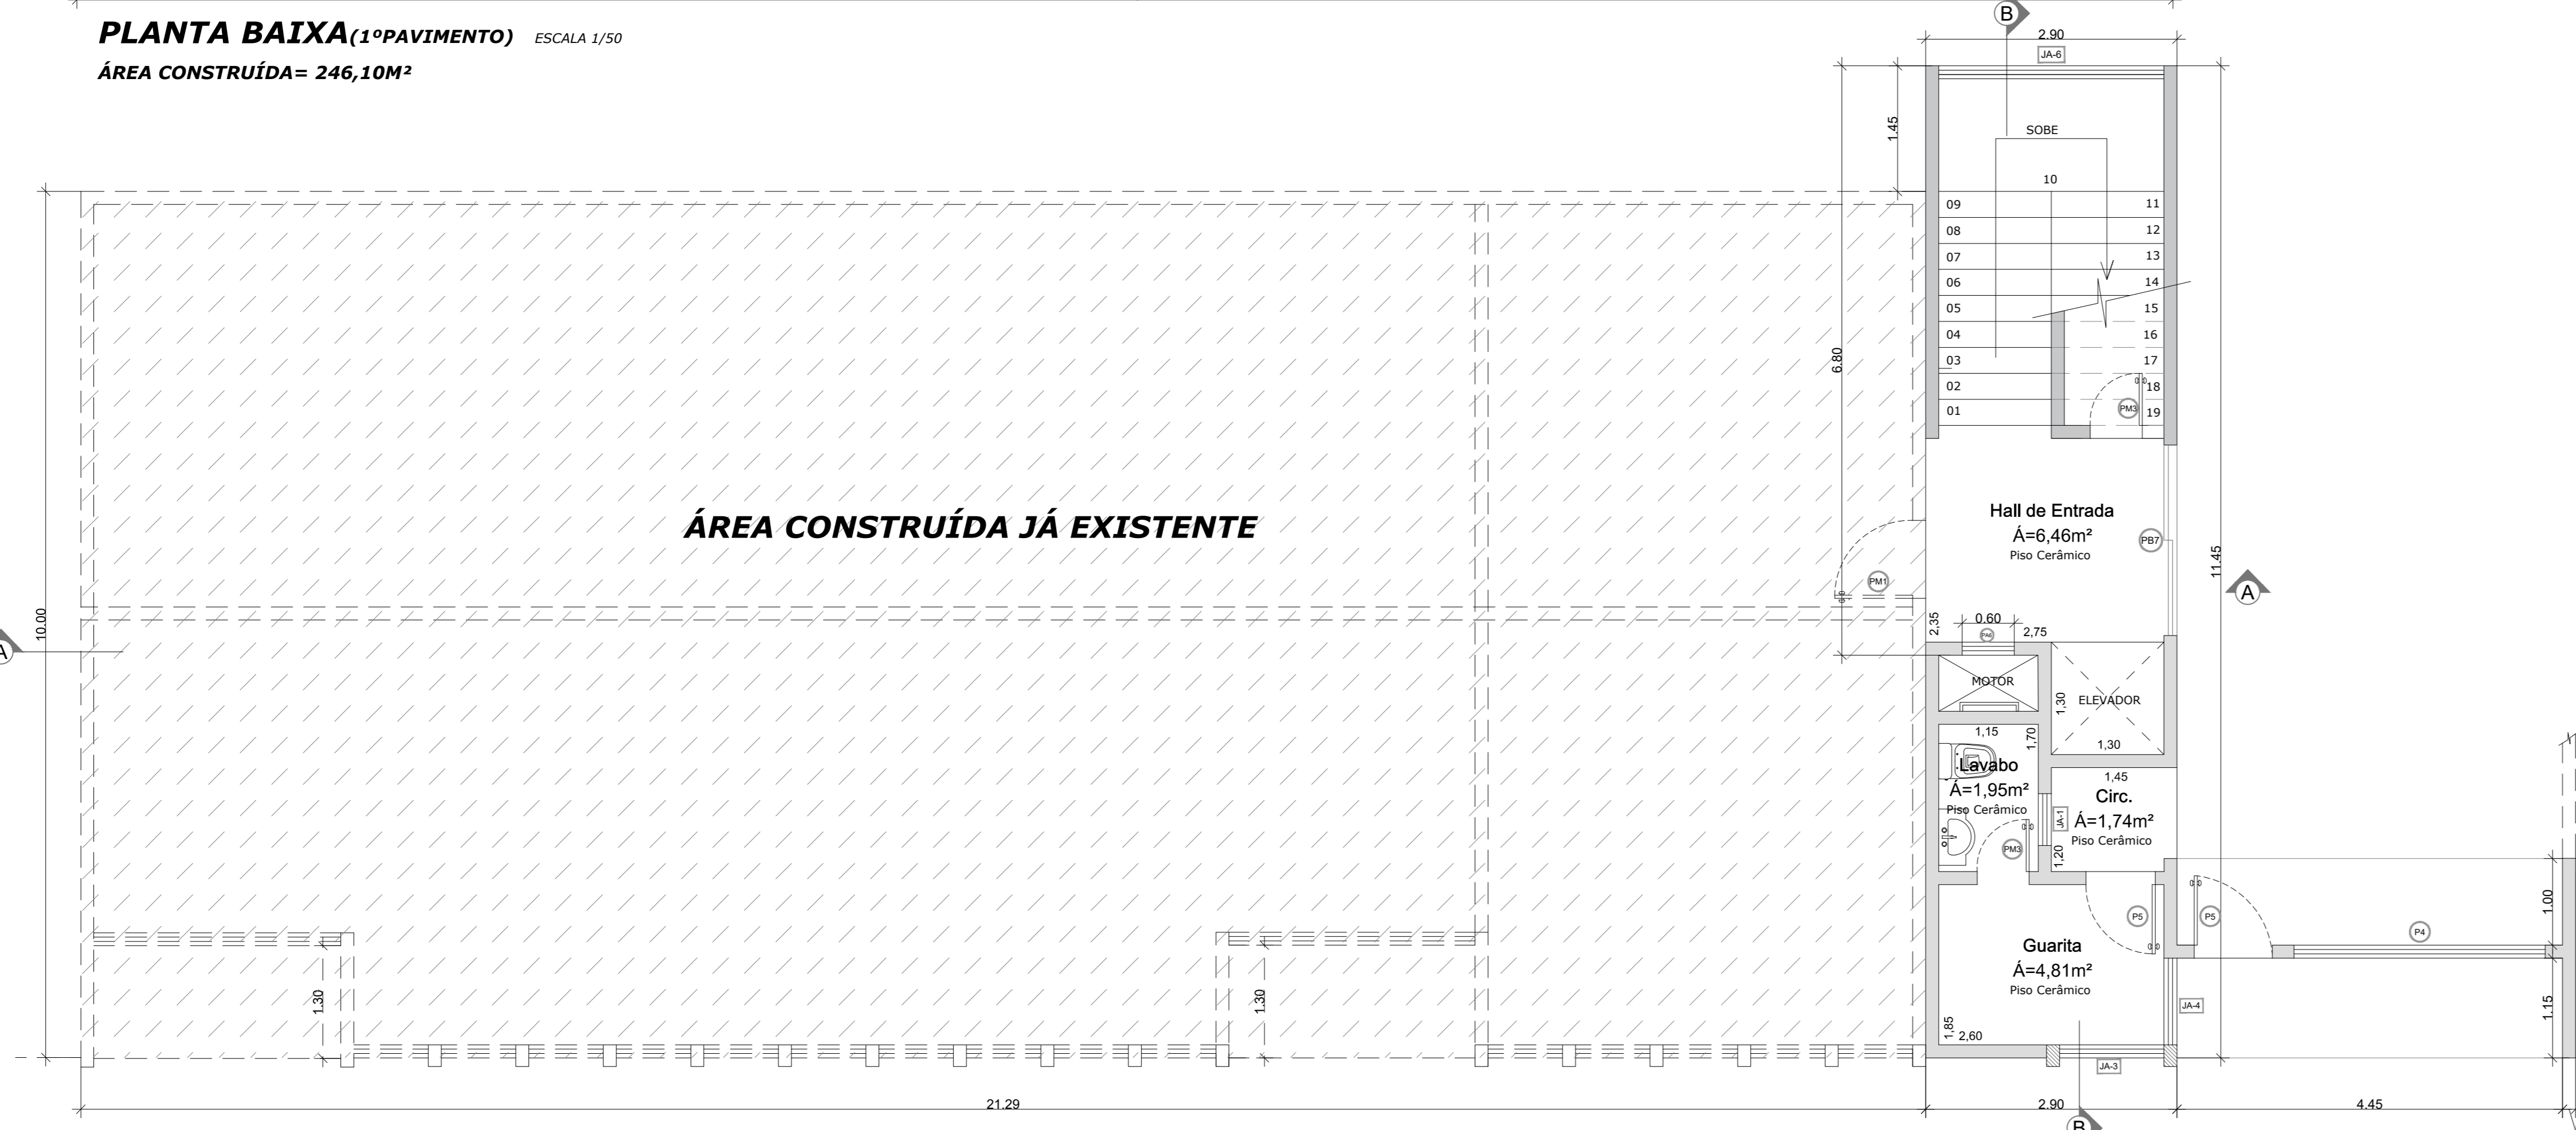 PLANTA BAIXA(1ºPAVIMENTO) ESCALA 1/50
ÁREA CONSTRUÍDA= 246,10M²
B
2.90
JA-6
1.45
SOBE
10
09
11
08
12
07
13
06
14
05
15
04
16
03
17
02
18
01
19
PM3
6.80
ÁREA CONSTRUÍDA JÁ EXISTENTE
Hall de Entrada
Á=6,46m²
Piso Cerâmico
PB7
11.45
A
PM1
10.00
A
2,35
0.60
2,75
PA6
MOTOR
1,30
ELEVADOR
1,30
1,15
1,70
Lavabo
Á=1,95m²
Piso Cerâmico
PM3
JA-1
1,45
Circ.
Á=1,74m²
Piso Cerâmico
1,20
P5
P5
P4
1.00
1.15
Guarita
Á=4,81m²
Piso Cerâmico
JA-4
1,85
2,60
JA-3
1.30
1.30
21.29
2.90
4.45
B